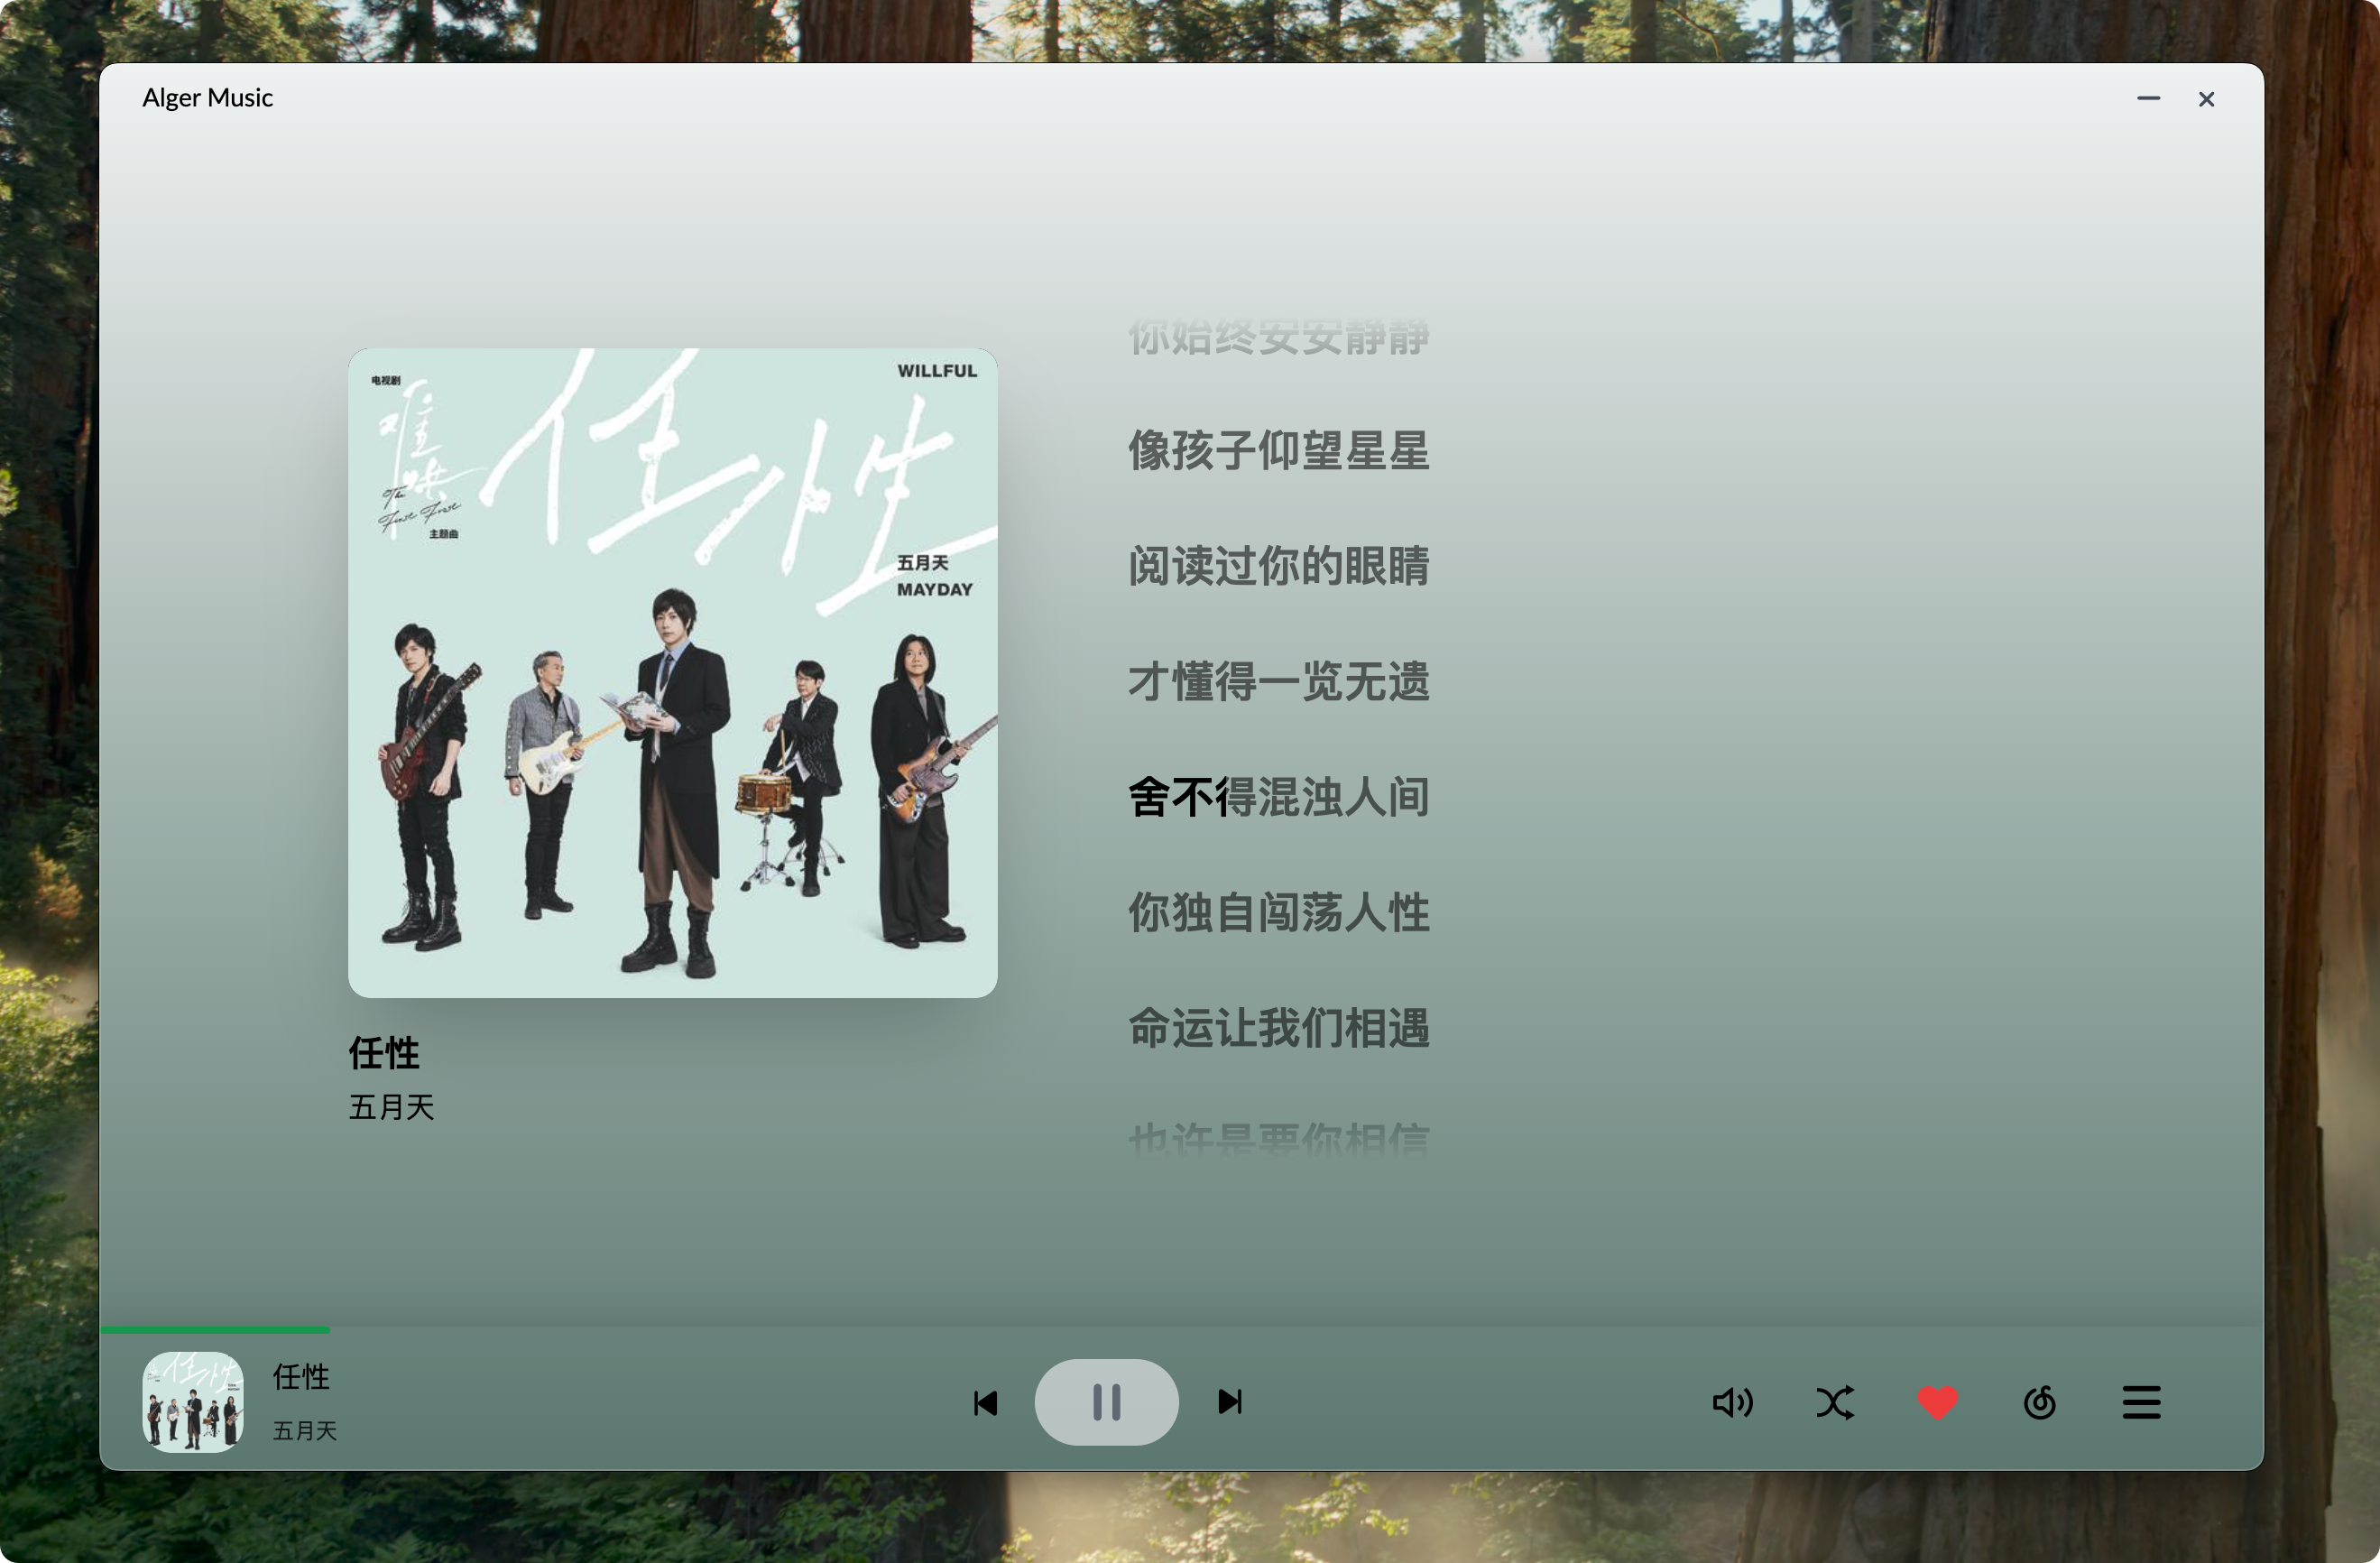 Alger Music
电视剧
难哄
The First Frost
主题曲
任性
WILLFUL
五月天
MAYDAY
任性
五月天
你始终安安静静
像孩子仰望星星
阅读过你的眼睛
才懂得一览无遗
舍不得混浊人间
你独自闯荡人性
命运让我们相遇
也许是要你相信
任性
五月天